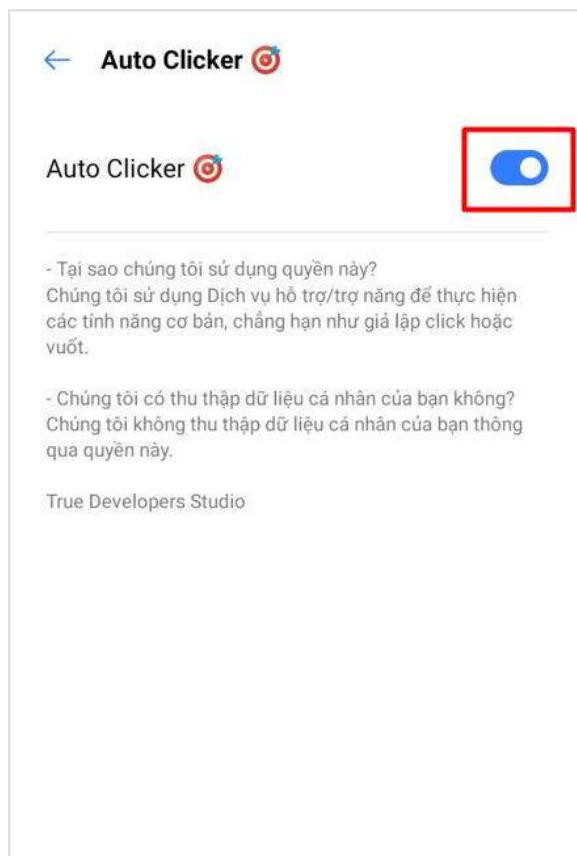 Auto Clicker 🎯
Auto Clicker 🎯
- Tại sao chúng tôi sử dụng quyền này?
Chúng tôi sử dụng Dịch vụ hỗ trợ/trợ năng để thực hiện
các tính năng cơ bản, chẳng hạn như giả lập click hoặc
vuốt.
- Chúng tôi có thu thập dữ liệu cá nhân của bạn không?
Chúng tôi không thu thập dữ liệu cá nhân của bạn thông
qua quyền này.
True Developers Studio